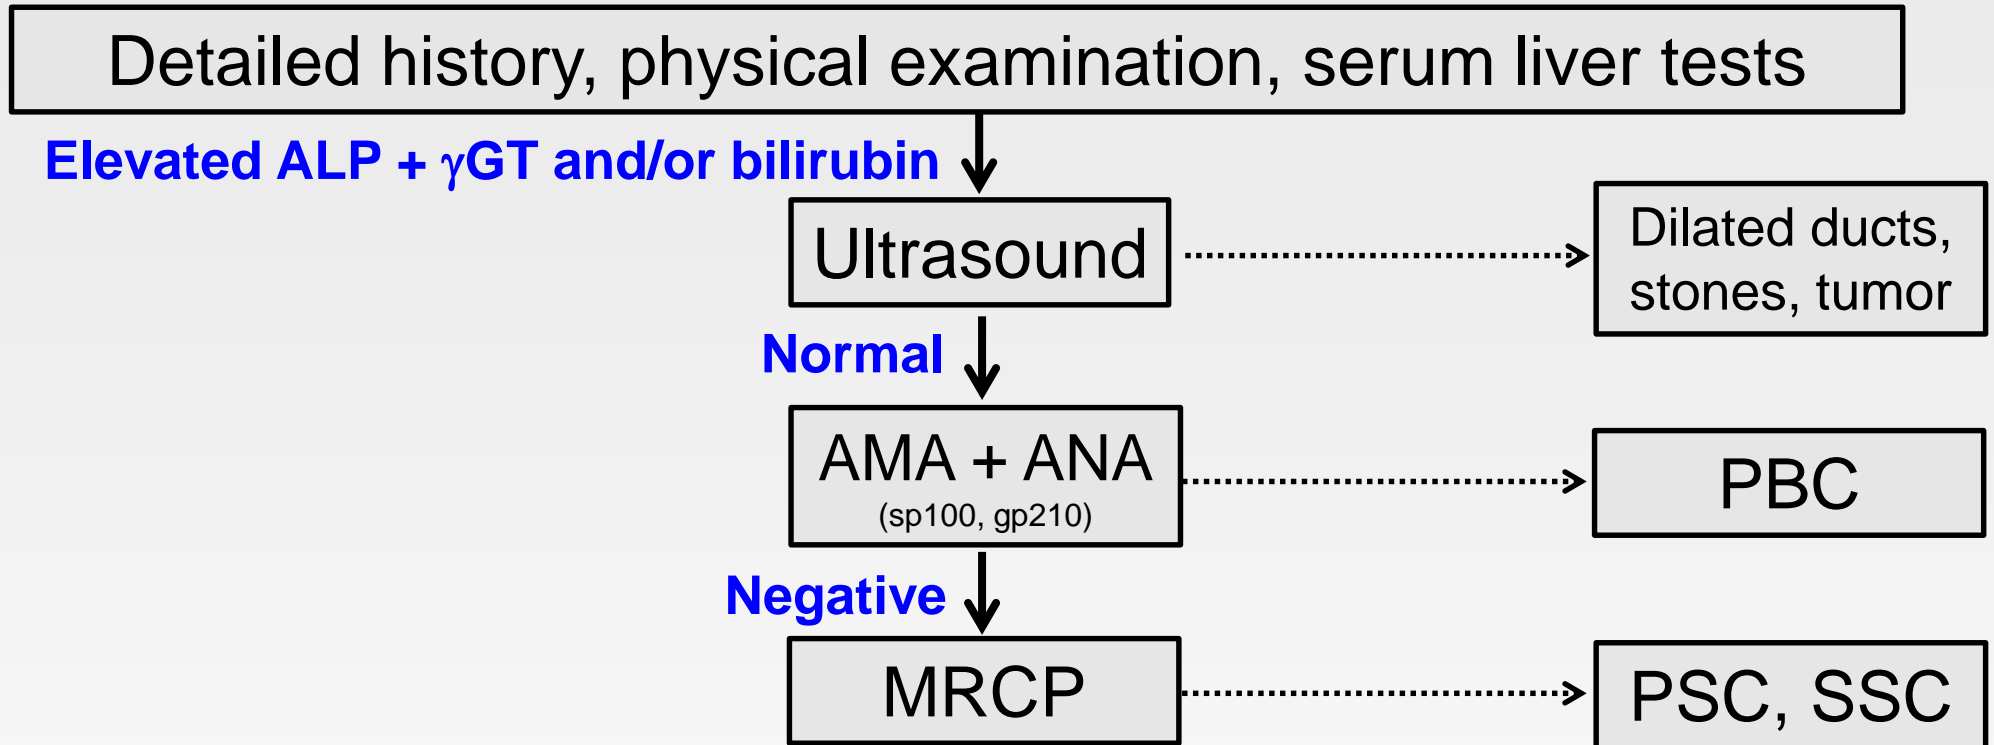 Detailed history, physical examination, serum liver tests
Elevated ALP + γGT and/or bilirubin
Ultrasound
Dilated ducts,
stones, tumor
Normal
AMA + ANA
(sp100, gp210)
PBC
Negative
MRCP
PSC, SSC